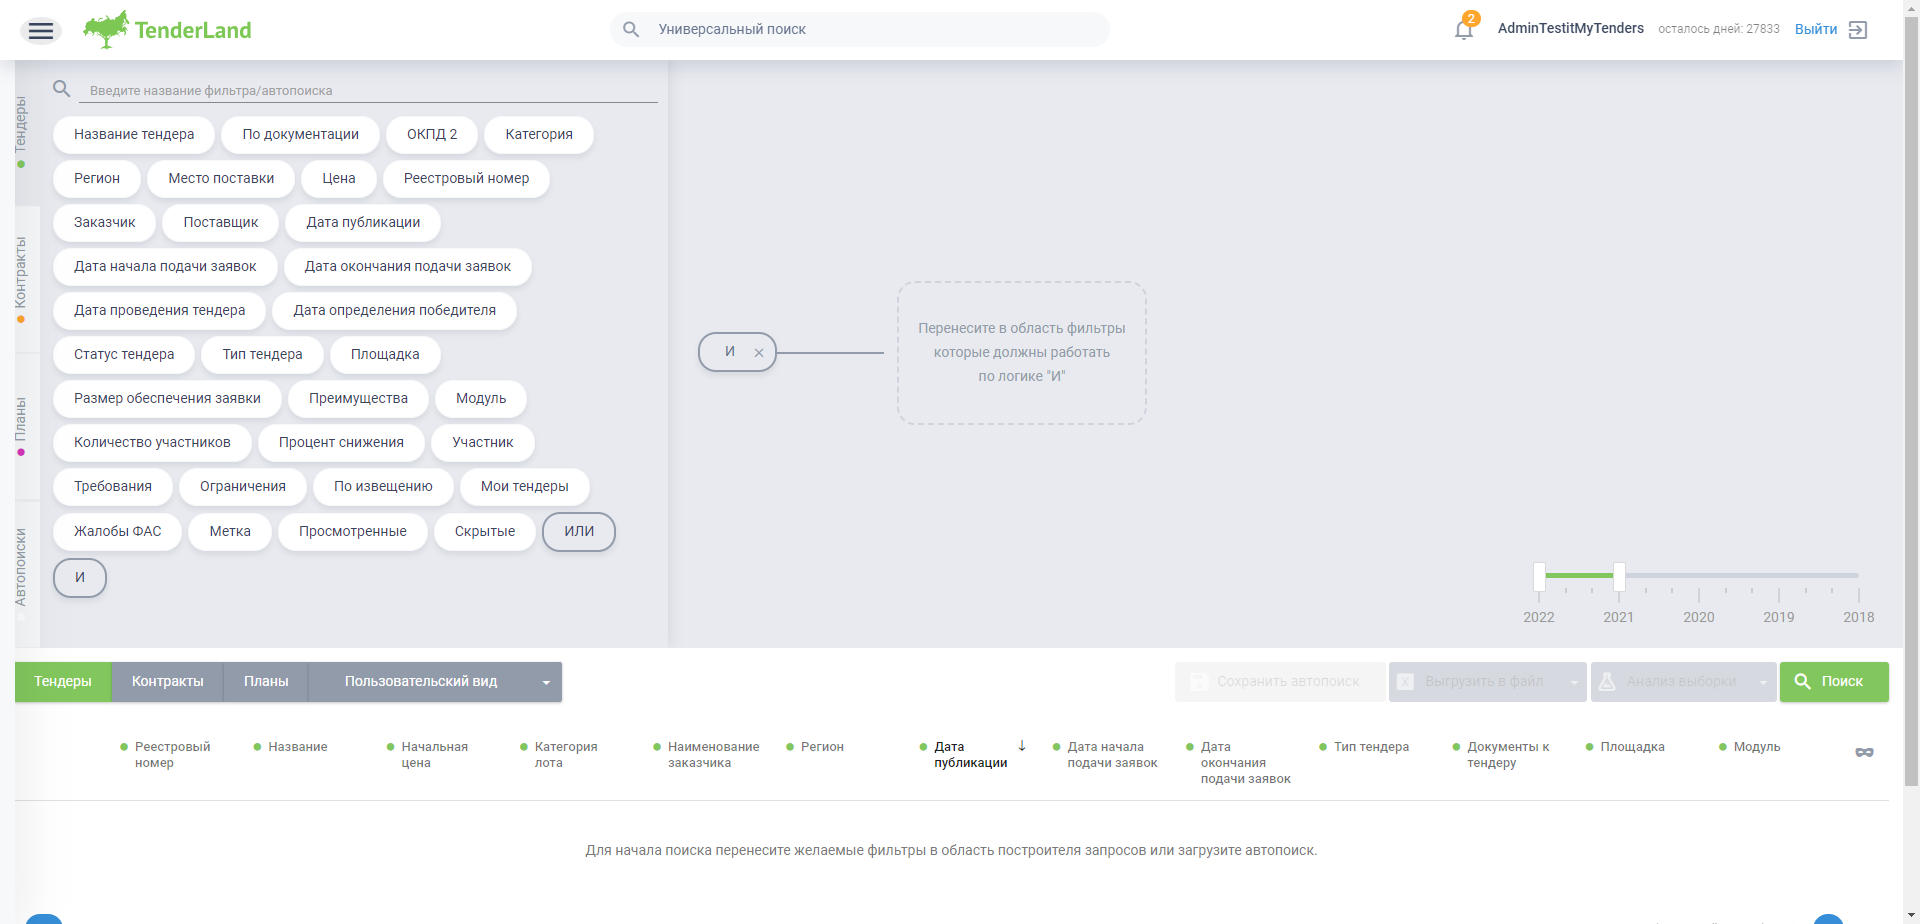 TenderLand
Универсальный поиск
2
AdminTestitMyTenders
осталось дней: 27833
Выйти
Тендеры
Контракты
Планы
Автопоиски
Введите название фильтра/автопоиска
Название тендера
По документации
ОКПД 2
Категория
Регион
Место поставки
Цена
Реестровый номер
Заказчик
Поставщик
Дата публикации
Дата начала подачи заявок
Дата окончания подачи заявок
Дата проведения тендера
Дата определения победителя
Статус тендера
Тип тендера
Площадка
Размер обеспечения заявки
Преимущества
Модуль
Количество участников
Процент снижения
Участник
Требования
Ограничения
По извещению
Мои тендеры
Жалобы ФАС
Метка
Просмотренные
Скрытые
ИЛИ
И
И
Перенесите в область фильтры
которые должны работать
по логике "И"
2022
2021
2020
2019
2018
Тендеры
Контракты
Планы
Пользовательский вид
Сохранить автопоиск
Выгрузить в файл
Анализ выборки
Поиск
Реестровый
номер
Название
Начальная
цена
Категория
лота
Наименование
заказчика
Регион
Дата
публикации
Дата начала
подачи заявок
Дата
окончания
подачи заявок
Тип тендера
Документы к
тендеру
Площадка
Модуль
Для начала поиска перенесите желаемые фильтры в область построителя запросов или загрузите автопоиск.